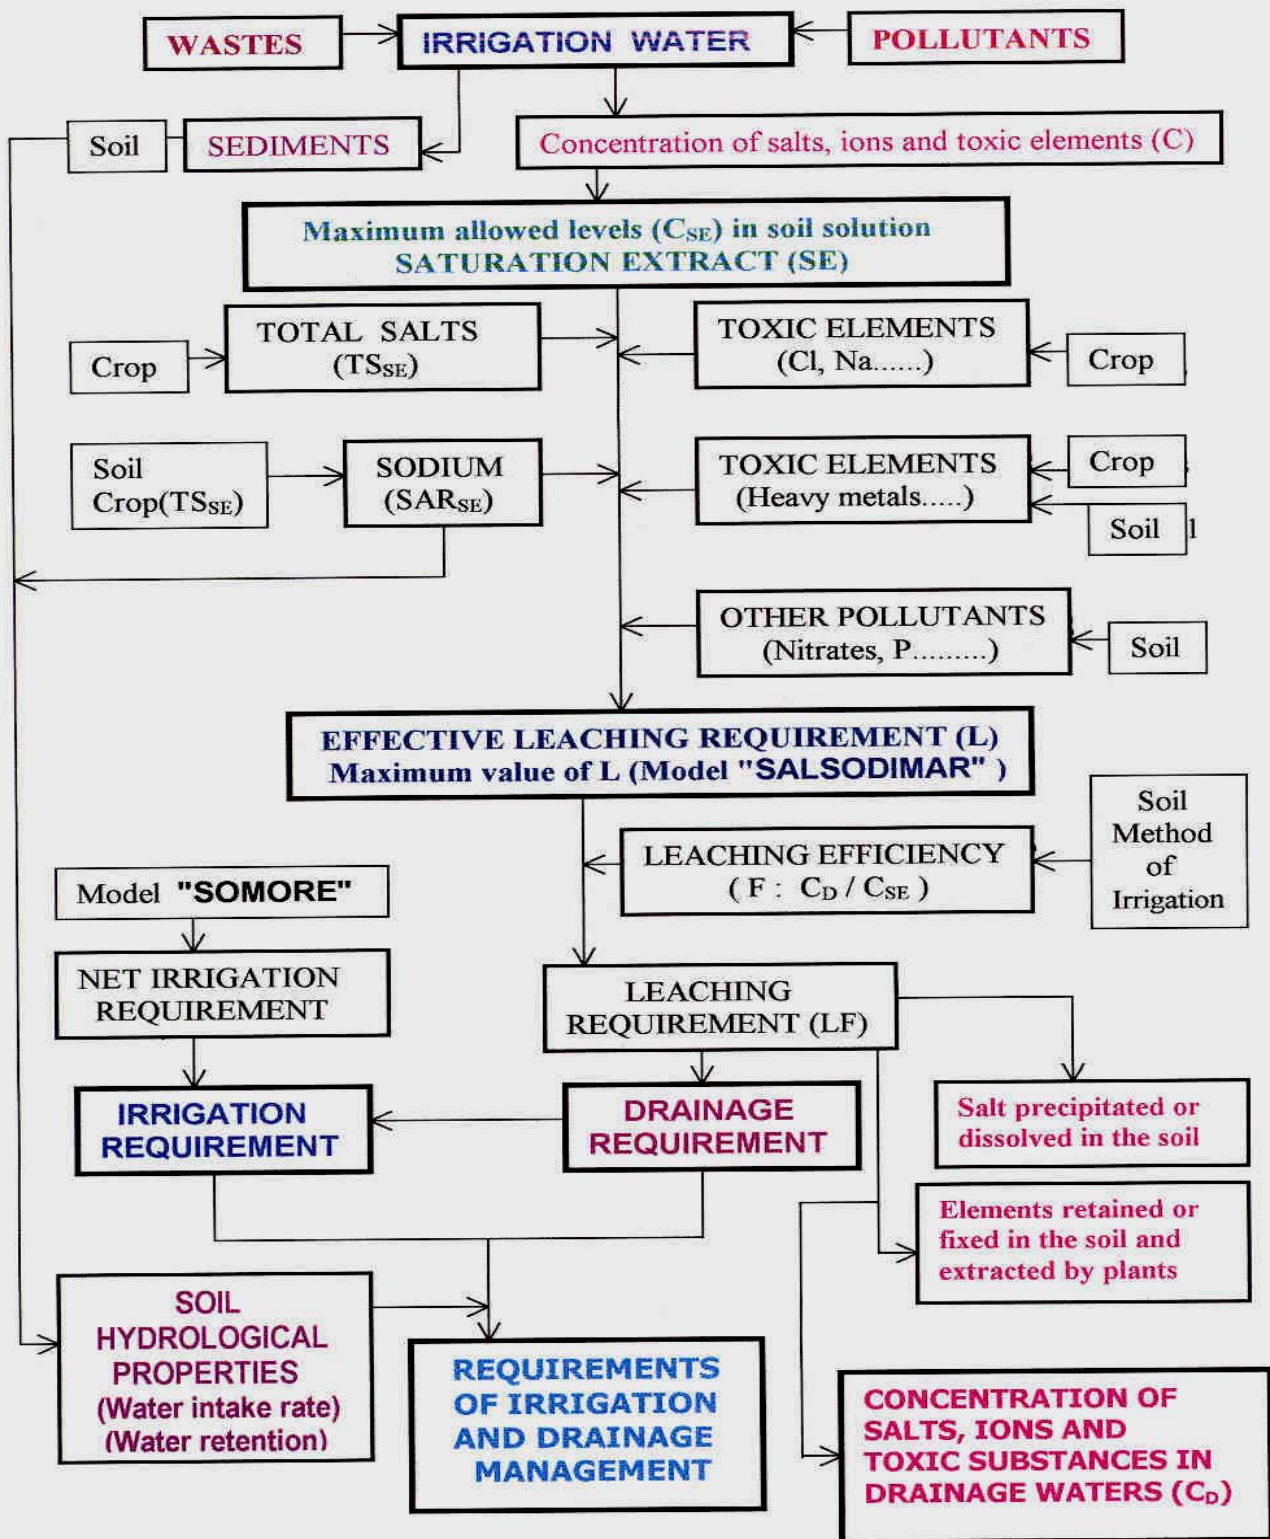 WASTES
IRRIGATION WATER
POLLUTANTS
Soil
SEDIMENTS
Concentration of salts, ions and toxic elements (C)
Maximum allowed levels (CSE) in soil solution
SATURATION EXTRACT (SE)
Crop
TOTAL SALTS
(TSSE)
TOXIC ELEMENTS
(Cl, Na......)
Crop
Soil
Crop(TSSE)
SODIUM
(SARSE)
TOXIC ELEMENTS
(Heavy metals.....)
Crop
Soil
l
OTHER POLLUTANTS
(Nitrates, P.........)
Soil
EFFECTIVE LEACHING REQUIREMENT (L)
Maximum value of L (Model "SALSODIMAR" )
LEACHING EFFICIENCY
( F : CD / CSE )
Soil
Method
of
Irrigation
Model "SOMORE"
NET IRRIGATION
REQUIREMENT
LEACHING
REQUIREMENT (LF)
IRRIGATION
REQUIREMENT
DRAINAGE
REQUIREMENT
Salt precipitated or
dissolved in the soil
Elements retained or
fixed in the soil and
extracted by plants
SOIL
HYDROLOGICAL
PROPERTIES
(Water intake rate)
(Water retention)
REQUIREMENTS
OF IRRIGATION
AND DRAINAGE
MANAGEMENT
CONCENTRATION OF
SALTS, IONS AND
TOXIC SUBSTANCES IN
DRAINAGE WATERS (CD)